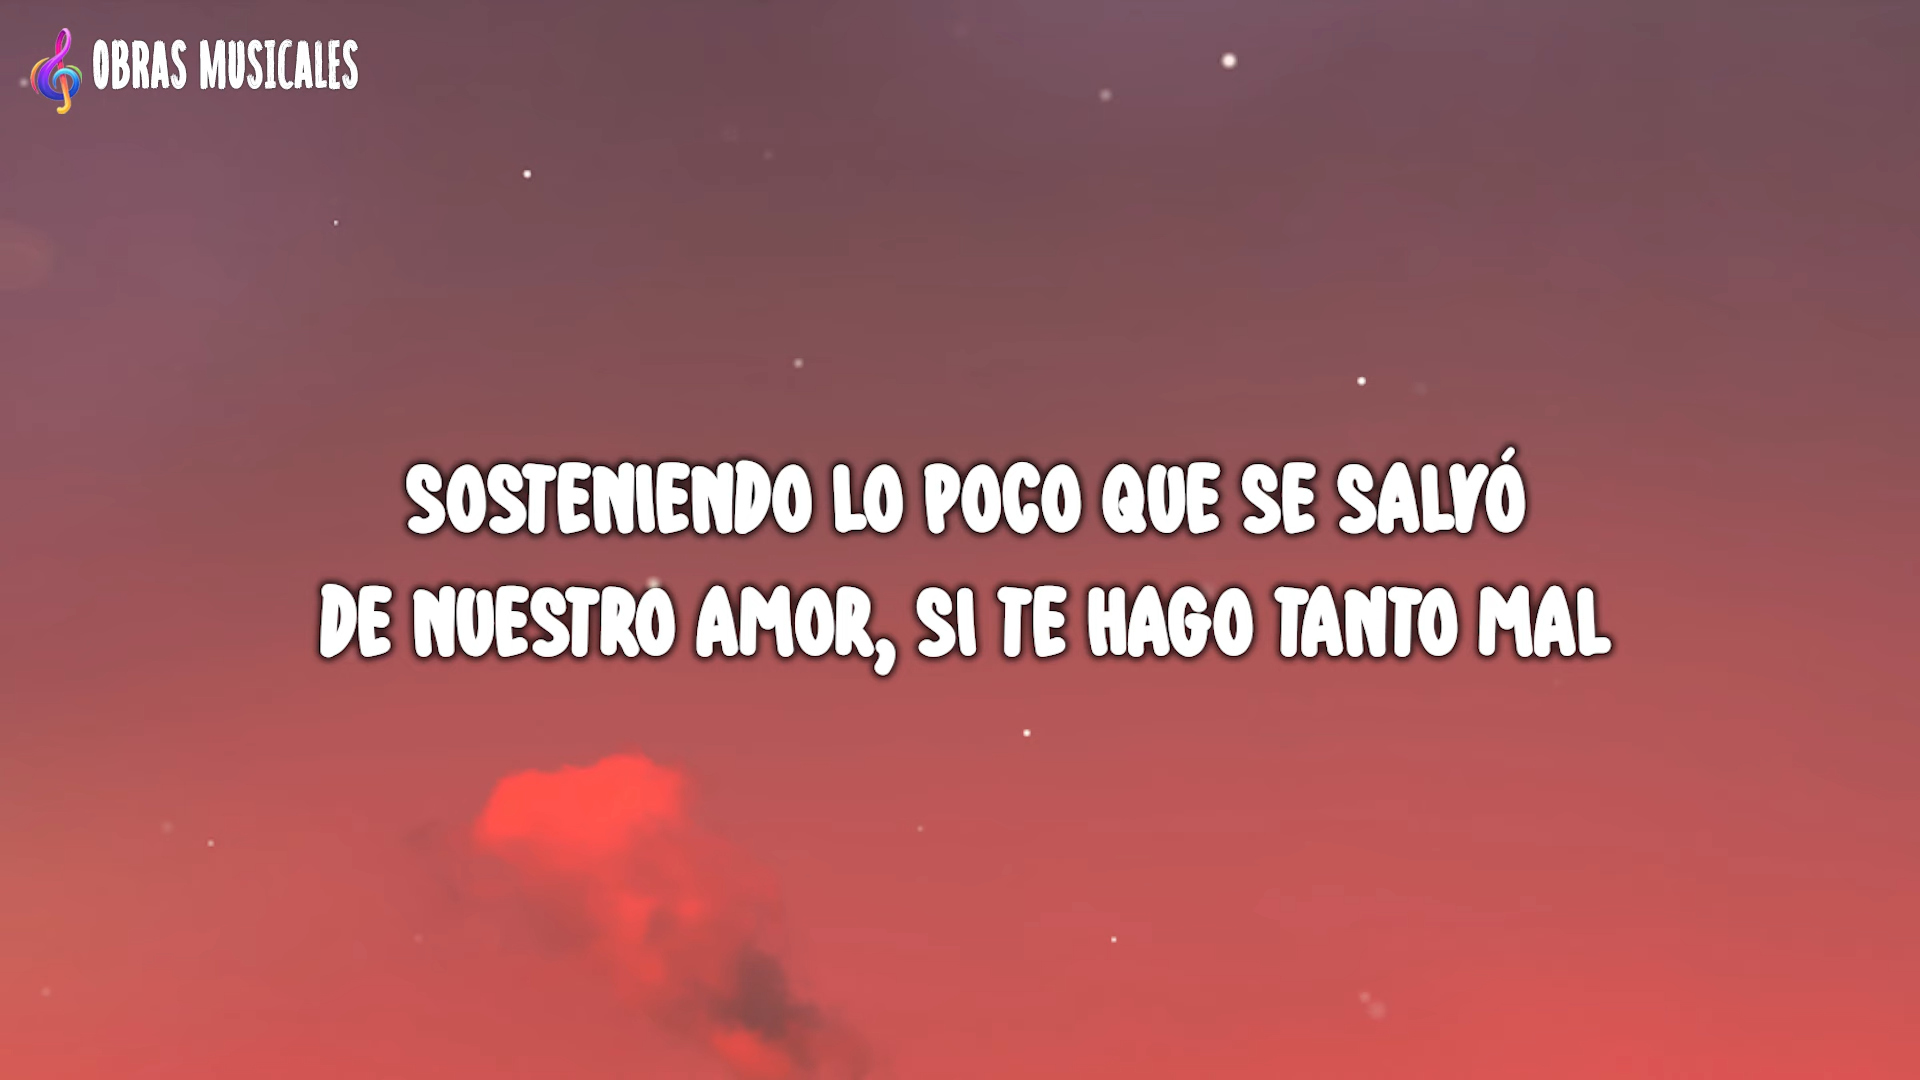 OBRAS MUSICALES
SOSTENIENDO LO POCO QUE SE SALVÓ
DE NUESTRO AMOR, SI TE HAGO TANTO MAL